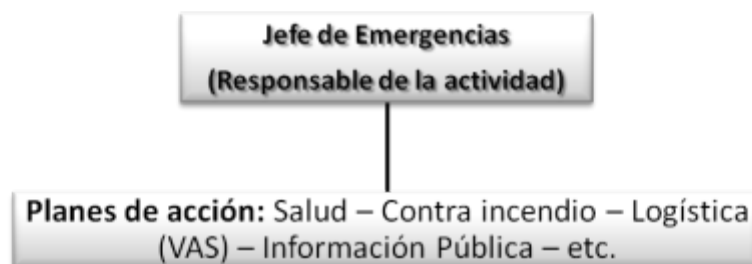 Jefe de Emergencias
(Responsable de la actividad)
Planes de acción: Salud – Contra incendio – Logística
(VAS) – Información Pública – etc.